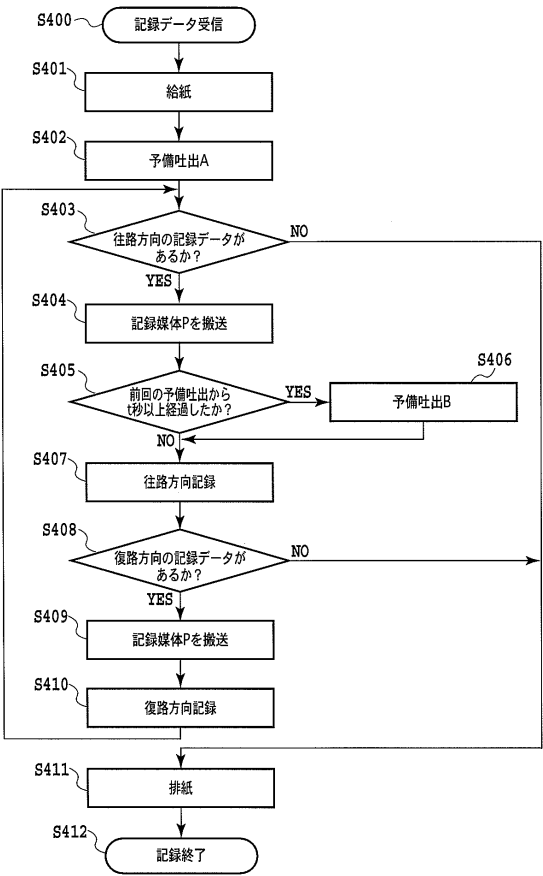 S400
記録データ受信
S401
給紙
S402
予備吐出A
S403
往路方向の記録データが
あるか？
NO
YES
S404
記録媒体Pを搬送
S405
前回の予備吐出から
t秒以上経過したか？
YES
S406
予備吐出B
NO
S407
往路方向記録
S408
復路方向の記録データが
あるか？
NO
YES
S409
記録媒体Pを搬送
S410
復路方向記録
S411
排紙
S412
記録終了